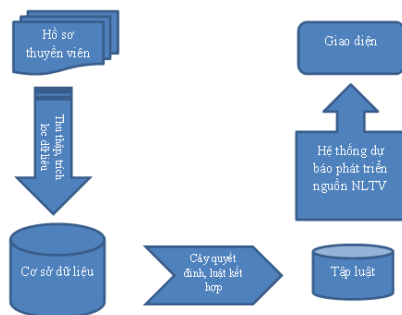 Hồ sơ
thuyền viên
Giao diện
Thu thập, trích
lọc dữ liệu
Hệ thống dự
báo phát triển
nguồn NLTV
Cơ sở dữ liệu
Cây quyết
định, luật kết
hợp
Tập luật